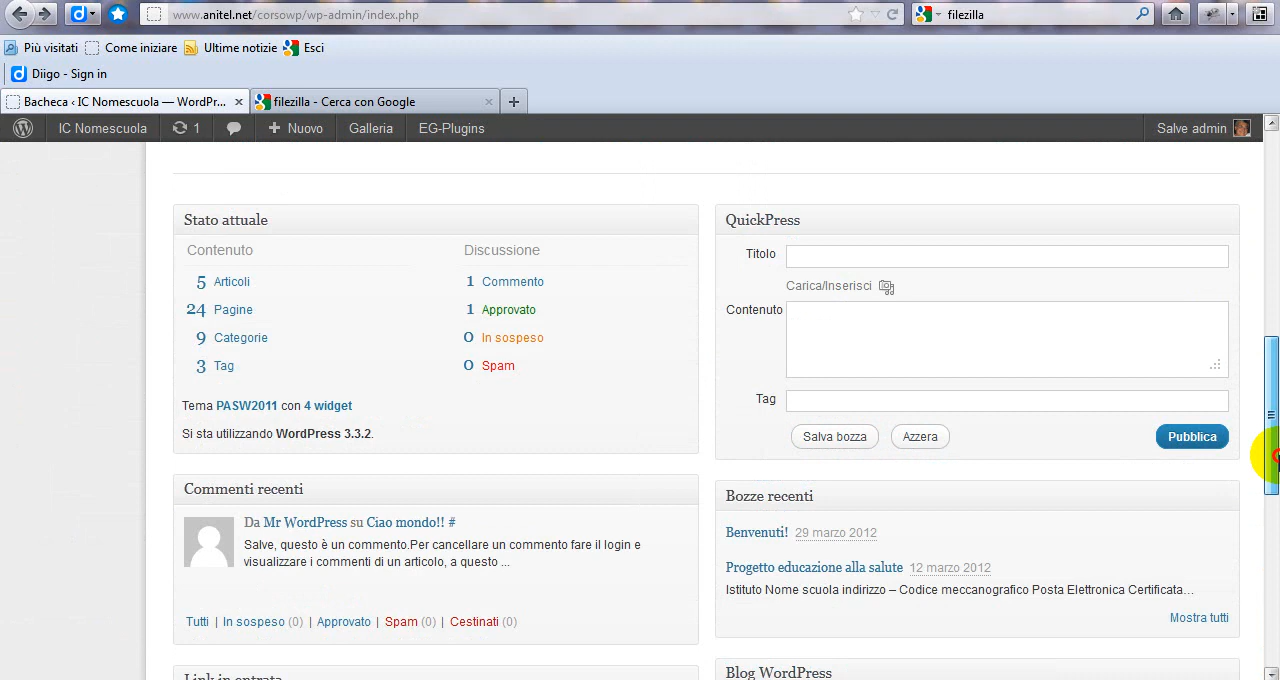 www.anitel.net/corsowp/wp-admin/index.php
filezilla
Più visitati
Come iniziare
Ultime notizie
Esci
Diigo - Sign in
Bacheca ‹ IC Nomescuola — WordPr...
filezilla - Cerca con Google
IC Nomescuola
1
Nuovo
Galleria
EG-Plugins
Salve admin
Stato attuale
Contenuto
Discussione
5 Articoli
1 Commento
24 Pagine
1 Approvato
9 Categorie
0 In sospeso
3 Tag
0 Spam
Tema PASW2011 con 4 widget
Si sta utilizzando WordPress 3.3.2.
QuickPress
Titolo
Carica/Inserisci
Contenuto
Tag
Salva bozza
Azzera
Pubblica
Commenti recenti
Da Mr WordPress su Ciao mondo!! #
Salve, questo è un commento.Per cancellare un commento fare il login e
visualizzare i commenti di un articolo, a questo ...
Tutti | In sospeso (0) | Approvato | Spam (0) | Cestinati (0)
Bozze recenti
Benvenuti! 29 marzo 2012
Progetto educazione alla salute 12 marzo 2012
Istituto Nome scuola indirizzo – Codice meccanografico Posta Elettronica Certificata…
Mostra tutti
Link in entrata
Blog WordPress